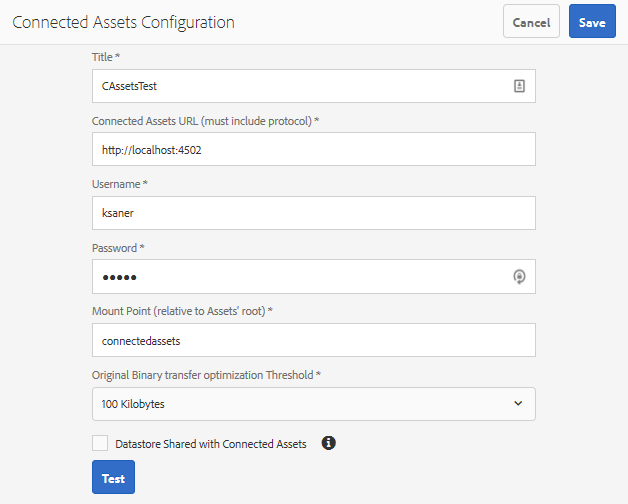 Connected Assets Configuration
Cancel
Save
Title *
CAssetsTest
Connected Assets URL (must include protocol) *
http://localhost:4502
Username *
ksaner
Password *
•••••
Mount Point (relative to Assets' root) *
connectedassets
Original Binary transfer optimization Threshold *
100 Kilobytes
Datastore Shared with Connected Assets
Test